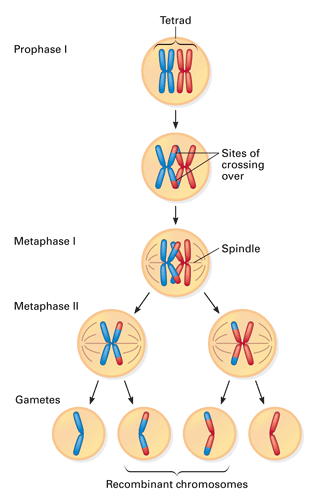 Tetrad
Prophase I
Sites of
crossing
over
Metaphase I
Spindle
Metaphase II
Gametes
Recombinant chromosomes